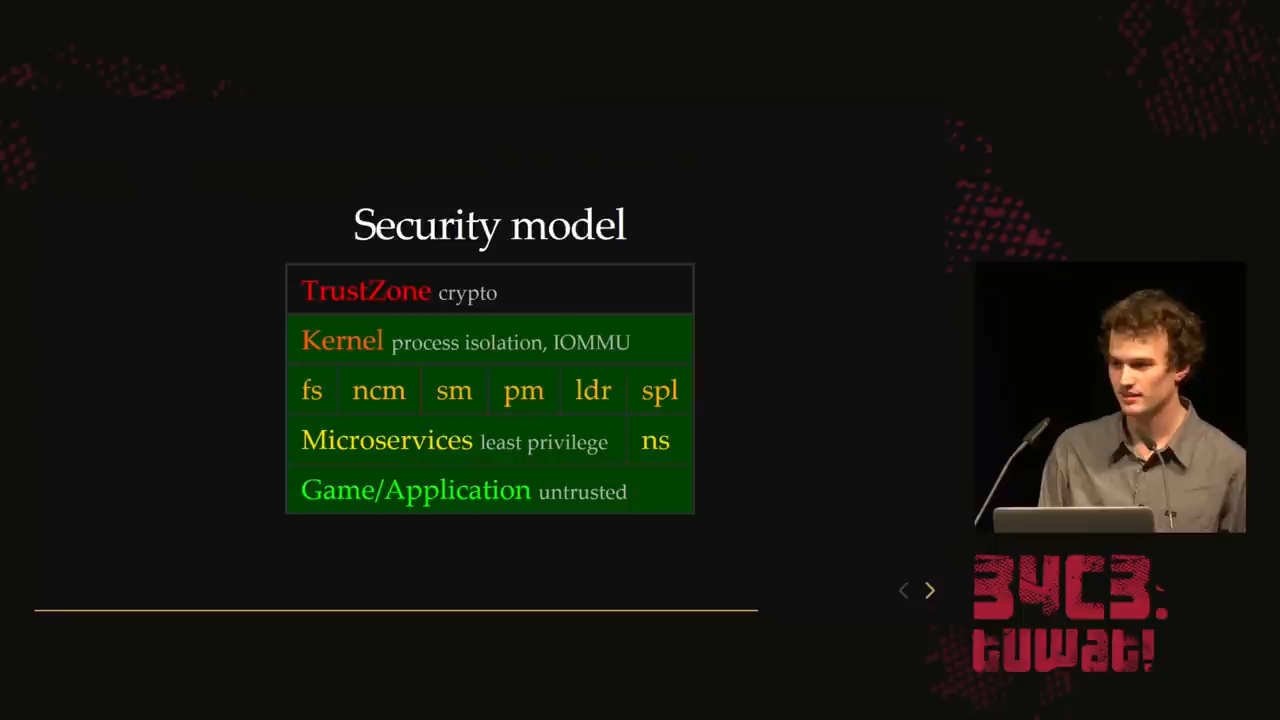 Security model
TrustZone crypto
Kernel process isolation, IOMMU
fs ncm sm pm ldr spl
Microservices least privilege ns
Game/Application untrusted
34C3.
tuwat!